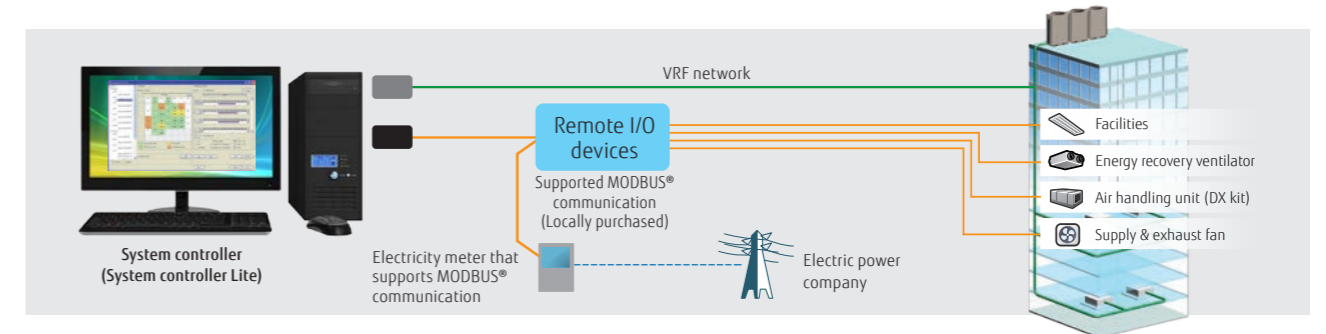 VRF network
Remote I/O
devices
Supported MODBUS®
communication
(Locally purchased)
Facilities
Energy recovery ventilator
Air handling unit (DX kit)
Supply & exhaust fan
System controller
(System controller Lite)
Electricity meter that
supports MODBUS®
communication
Electric power
company